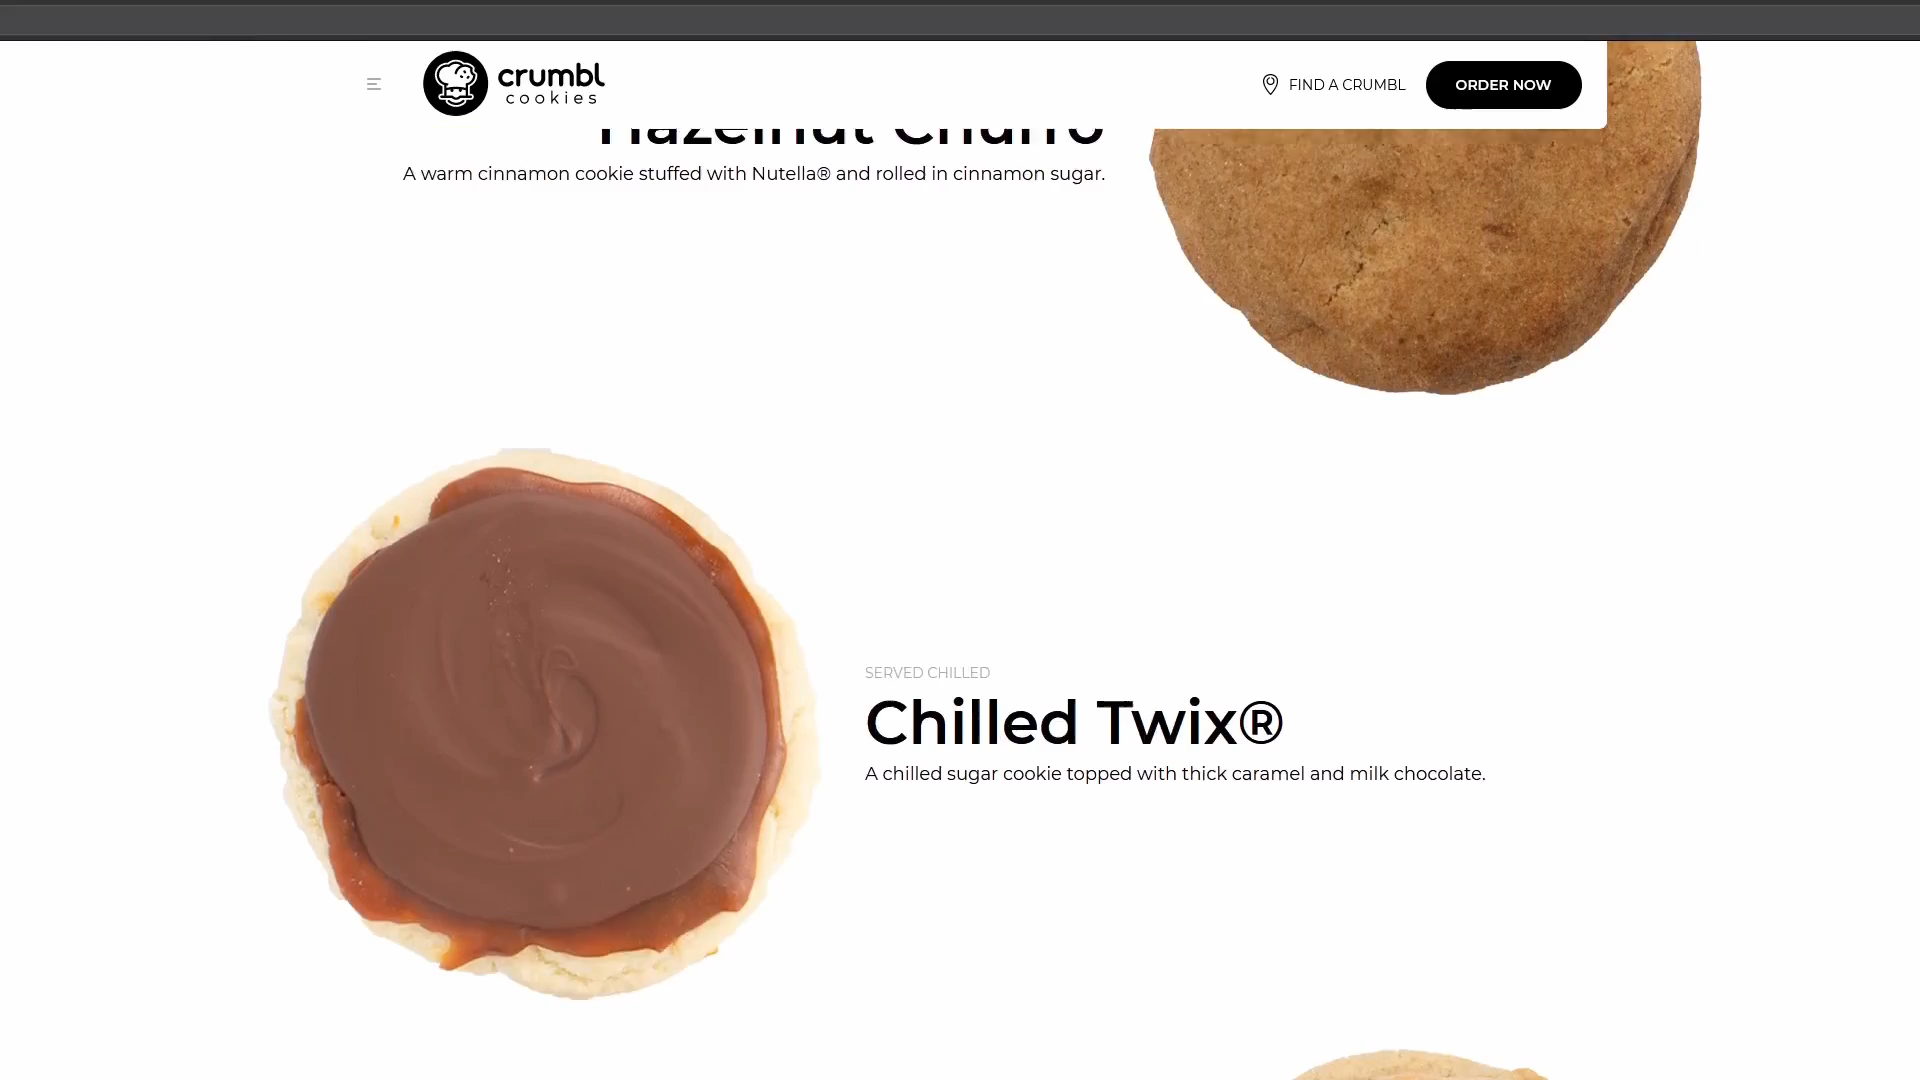 crumbl
cookies
FIND A CRUMBL
ORDER NOW
Hazelnut Churro
A warm cinnamon cookie stuffed with Nutella® and rolled in cinnamon sugar.
SERVED CHILLED
Chilled Twix®
A chilled sugar cookie topped with thick caramel and milk chocolate.